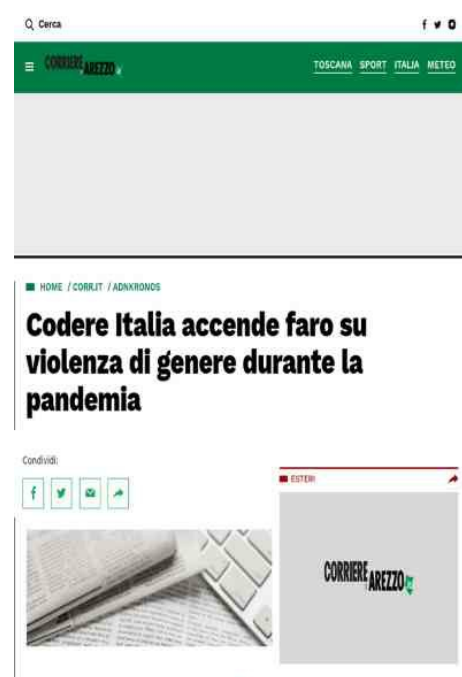 Cerca
CORRIERE AREZZO
TOSCANA SPORT ITALIA METEO
HOME / CORR.IT / ADNKRONOS
Codere Italia accende faro su
violenza di genere durante la
pandemia
Condividi:
ESTERI
CORRIERE AREZZO